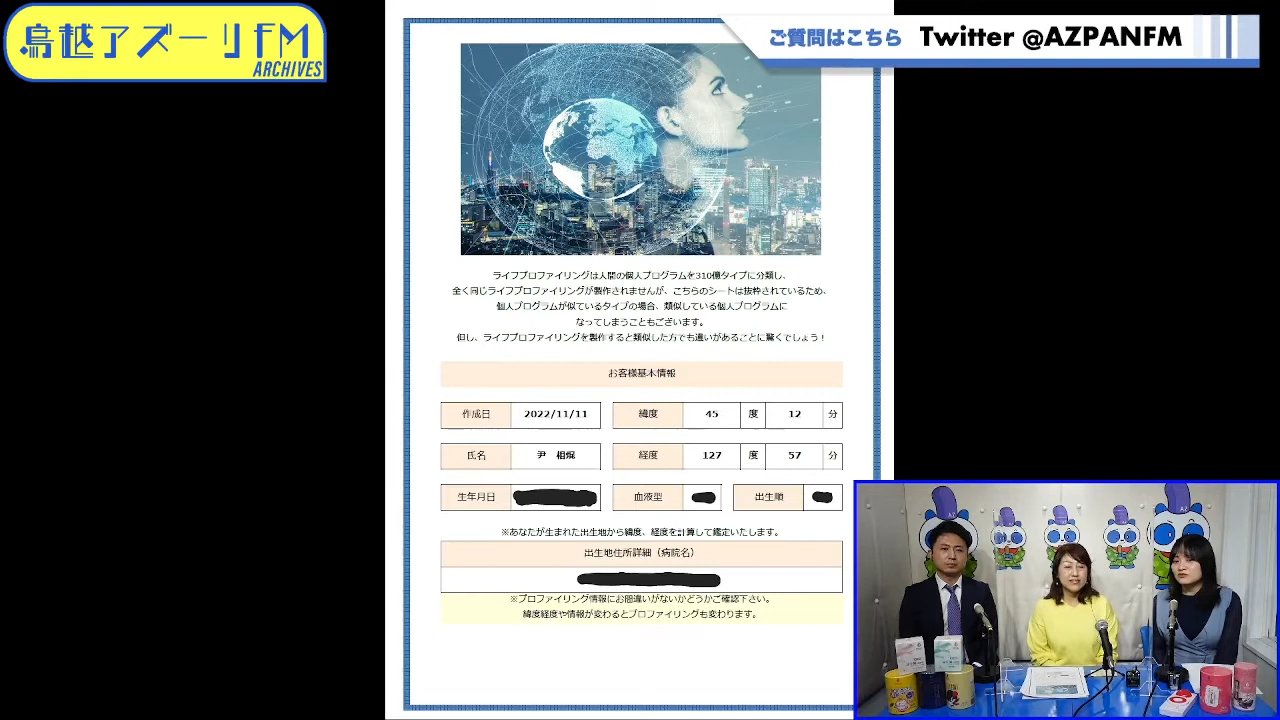 鳥越アズーリFM
ARCHIVES
ご質問はこちら Twitter @AZPANFM
ライフプロファイリングは人間の個人プログラムを310億タイプに分類し、
全く同じライフプロファイリングが製作されませんが、こちらのシートは抜粋されているため、
個人プログラムが似ているタイプの場合、類似している個人プログラムに
なってしまうこともございます。
但し、ライフプロファイリングを製作すると類似した方でも違いがあることに驚くでしょう！
お客様基本情報
作成日 2022/11/11 緯度 45 度 12 分
氏名 尹 相焜 経度 127 度 57 分
生年月日 血液型 出生順
※あなたが生まれた出生地から緯度、経度を計算して鑑定いたします。
出生地住所詳細（病院名）
※プロファイリング情報にお間違いがないかどうかご確認下さい。
緯度経度や情報が変わるとプロファイリングも変わります。